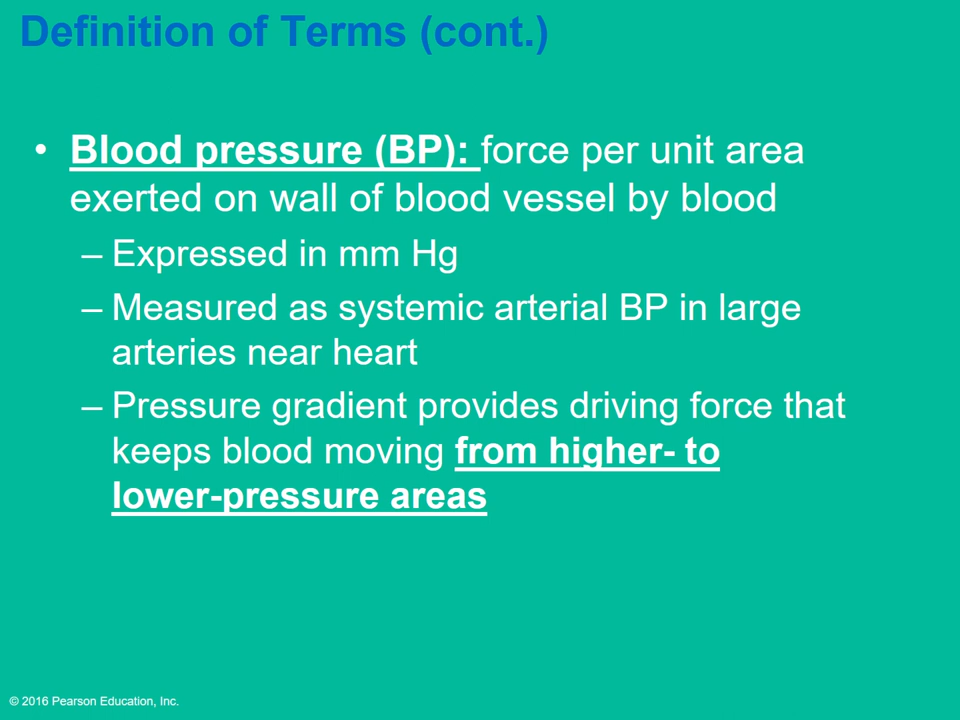 Definition of Terms (cont.)
• Blood pressure (BP): force per unit area
exerted on wall of blood vessel by blood
– Expressed in mm Hg
– Measured as systemic arterial BP in large
arteries near heart
– Pressure gradient provides driving force that
keeps blood moving from higher- to
lower-pressure areas
© 2016 Pearson Education, Inc.